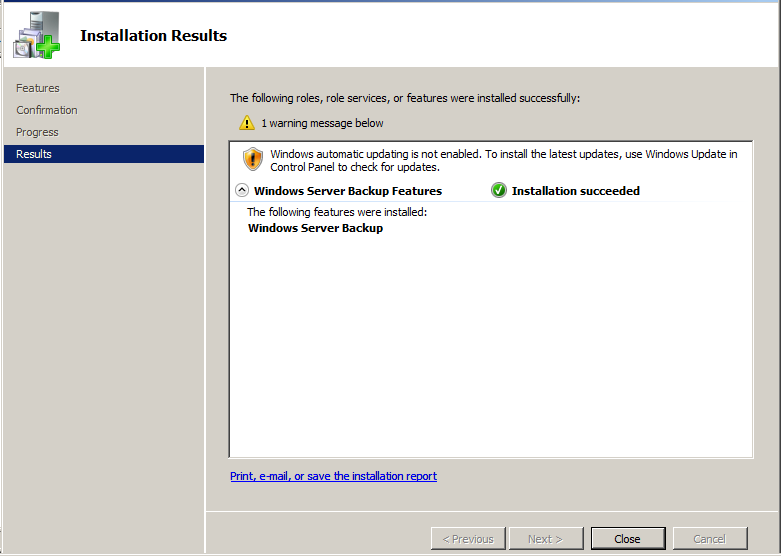 Installation Results
Features
Confirmation
Progress
Results
The following roles, role services, or features were installed successfully:
1 warning message below
Windows automatic updating is not enabled. To install the latest updates, use Windows Update in
Control Panel to check for updates.
Windows Server Backup Features
Installation succeeded
The following features were installed:
Windows Server Backup
Print, e-mail, or save the installation report
< Previous
Next >
Close
Cancel